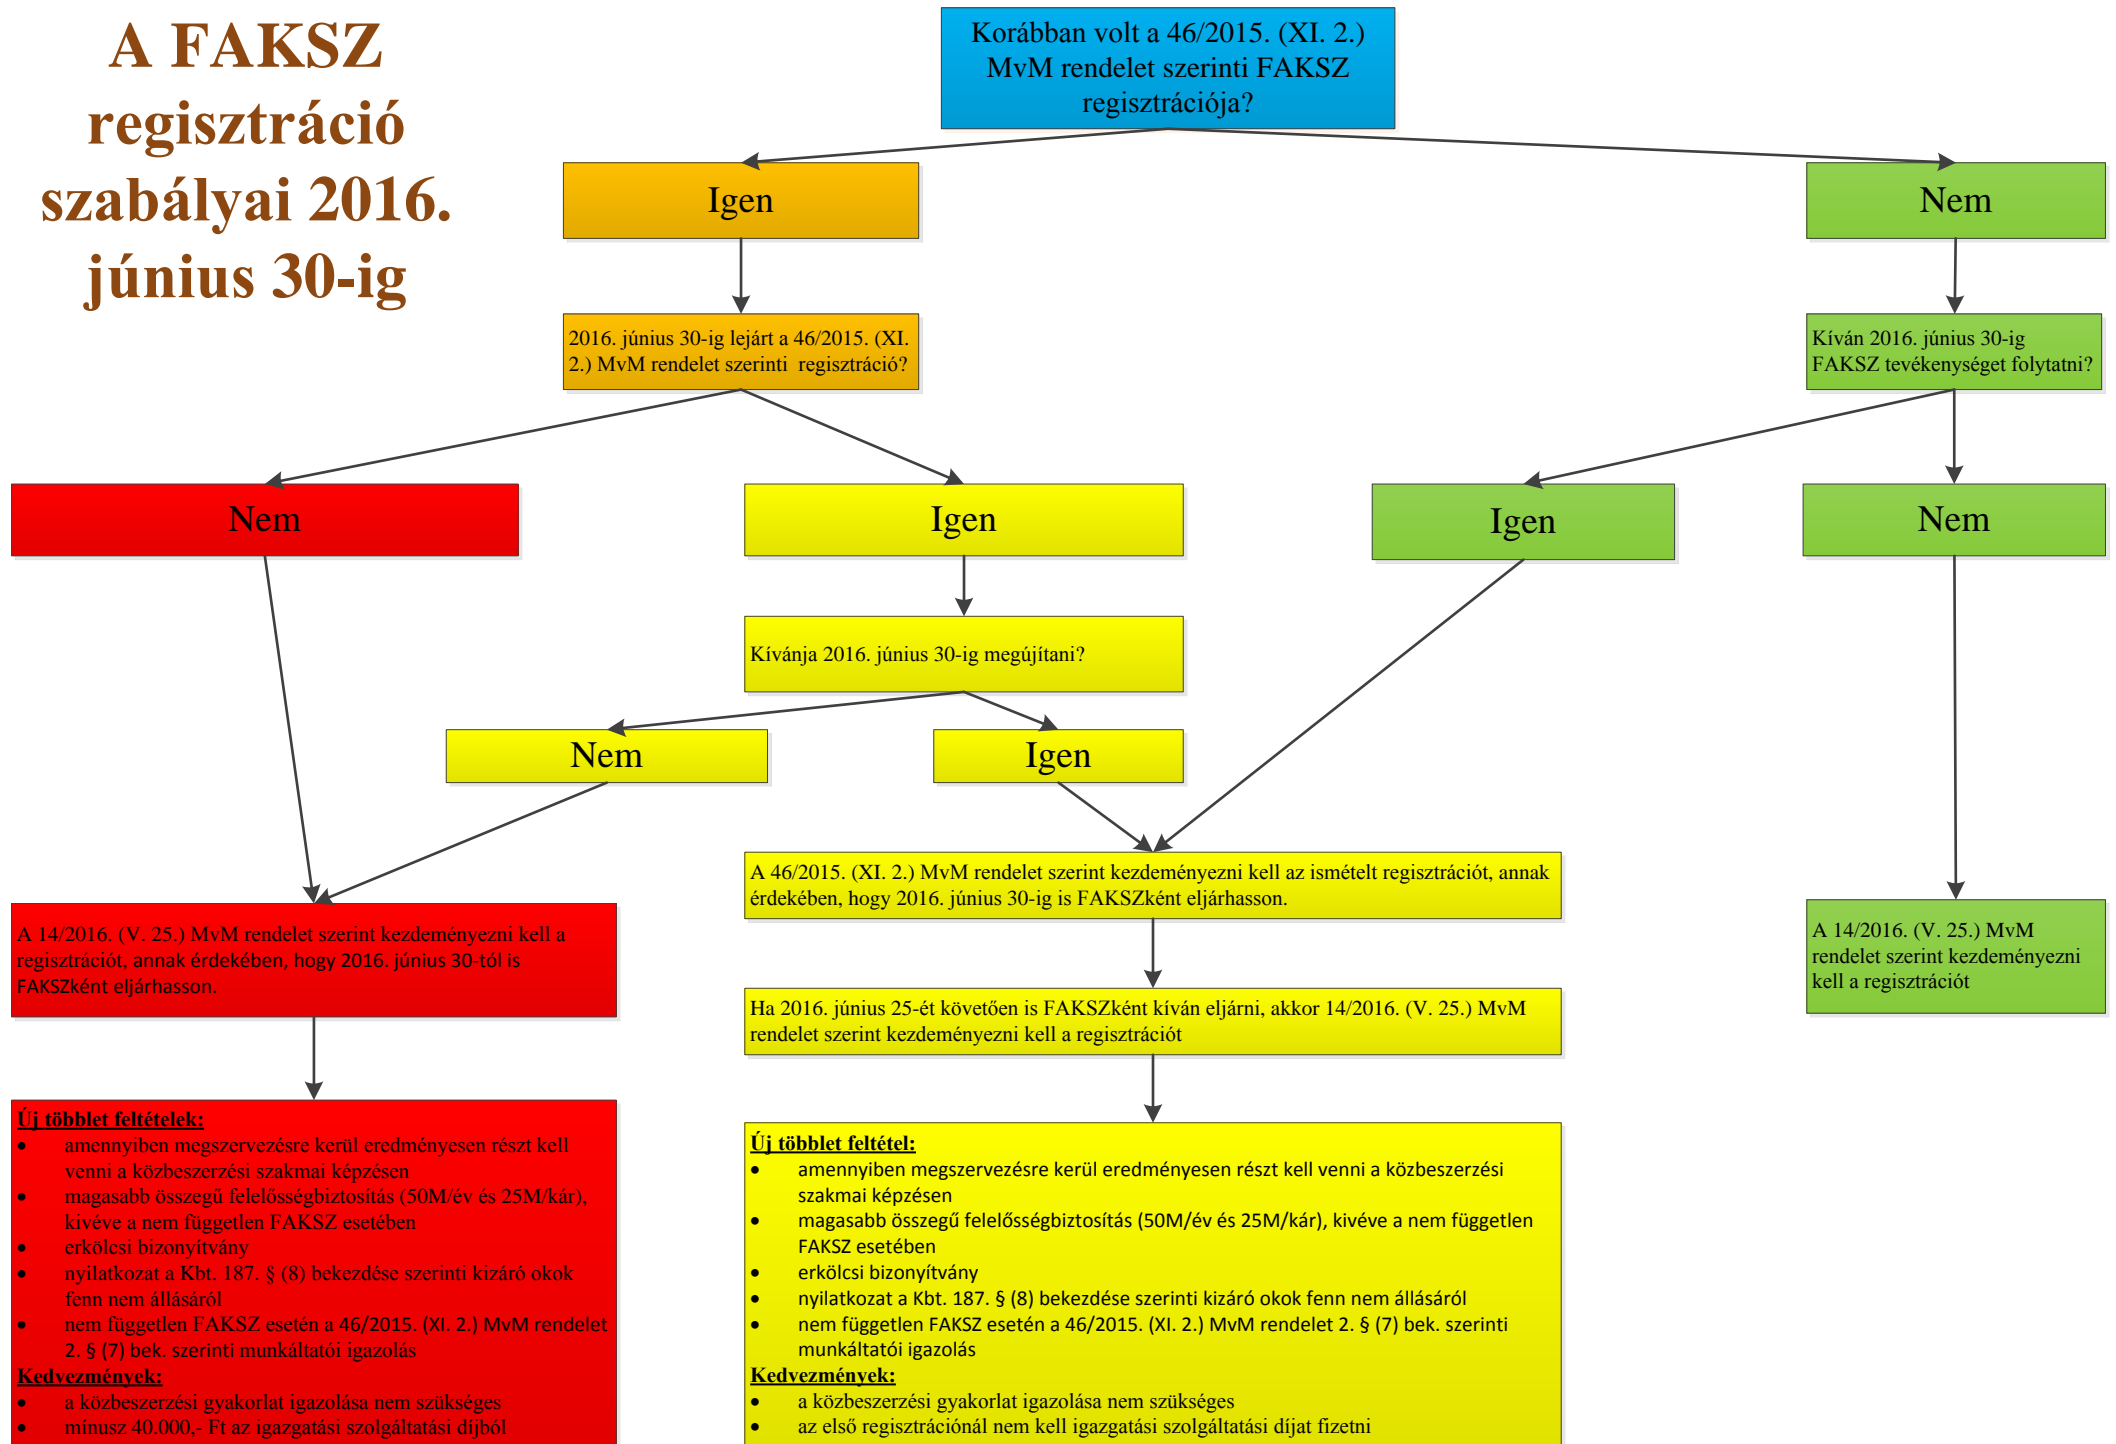 A FAKSZ
regisztráció
szabályai 2016.
június 30-ig
Korábban volt a 46/2015. (XI. 2.)
MvM rendelet szerinti FAKSZ
regisztrációja?
Igen
Nem
2016. június 30-ig lejárt a 46/2015. (XI.
2.) MvM rendelet szerinti regisztráció?
Kíván 2016. június 30-ig
FAKSZ tevékenységet folytatni?
Nem
Igen
Igen
Nem
Kívánja 2016. június 30-ig megújítani?
Nem
Igen
A 46/2015. (XI. 2.) MvM rendelet szerint kezdeményezni kell az ismételt regisztrációt, annak
érdekében, hogy 2016. június 30-ig is FAKSZként eljárhasson.
A 14/2016. (V. 25.) MvM rendelet szerint kezdeményezni kell a
regisztrációt, annak érdekében, hogy 2016. június 30-tól is
FAKSZként eljárhasson.
A 14/2016. (V. 25.) MvM
rendelet szerint kezdeményezni
kell a regisztrációt
Ha 2016. június 25-ét követően is FAKSZként kíván eljárni, akkor 14/2016. (V. 25.) MvM
rendelet szerint kezdeményezni kell a regisztrációt
Új többlet feltételek:
• amennyiben megszervezésre kerül eredményesen részt kell
venni a közbeszerzési szakmai képzésen
• magasabb összegű felelősségbiztosítás (50M/év és 25M/kár),
kivéve a nem független FAKSZ esetében
• erkölcsi bizonyítvány
• nyilatkozat a Kbt. 187. § (8) bekezdése szerinti kizáró okok
fenn nem állásáról
• nem független FAKSZ esetén a 46/2015. (XI. 2.) MvM rendelet
2. § (7) bek. szerinti munkáltatói igazolás
Kedvezmények:
• a közbeszerzési gyakorlat igazolása nem szükséges
• mínusz 40.000,- Ft az igazgatási szolgáltatási díjból
Új többlet feltétel:
• amennyiben megszervezésre kerül eredményesen részt kell venni a közbeszerzési
szakmai képzésen
• magasabb összegű felelősségbiztosítás (50M/év és 25M/kár), kivéve a nem független
FAKSZ esetében
• erkölcsi bizonyítvány
• nyilatkozat a Kbt. 187. § (8) bekezdése szerinti kizáró okok fenn nem állásáról
• nem független FAKSZ esetén a 46/2015. (XI. 2.) MvM rendelet 2. § (7) bek. szerinti
munkáltatói igazolás
Kedvezmények:
• a közbeszerzési gyakorlat igazolása nem szükséges
• az első regisztrációnál nem kell igazgatási szolgáltatási díjat fizetni